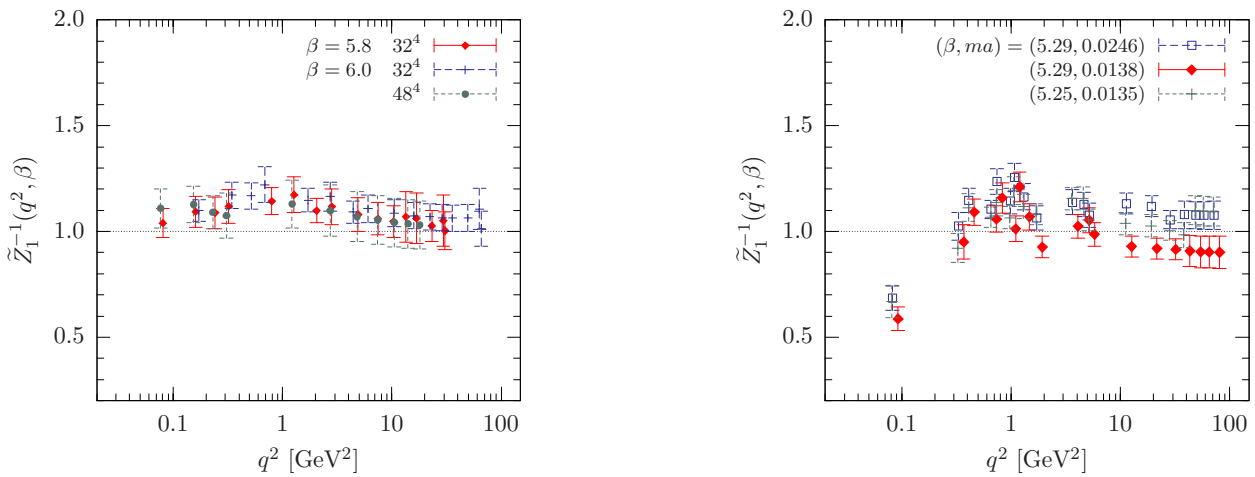 2.0
1.5
1.0
0.5
0.1 1 10 100
q² [GeV²]
Z̃₁⁻¹(q², β)
β = 5.8 32⁴
β = 6.0 32⁴
48⁴
2.0
1.5
1.0
0.5
0.1 1 10 100
q² [GeV²]
Z̃₁⁻¹(q², β)
(β, ma) = (5.29, 0.0246)
(5.29, 0.0138)
(5.25, 0.0135)